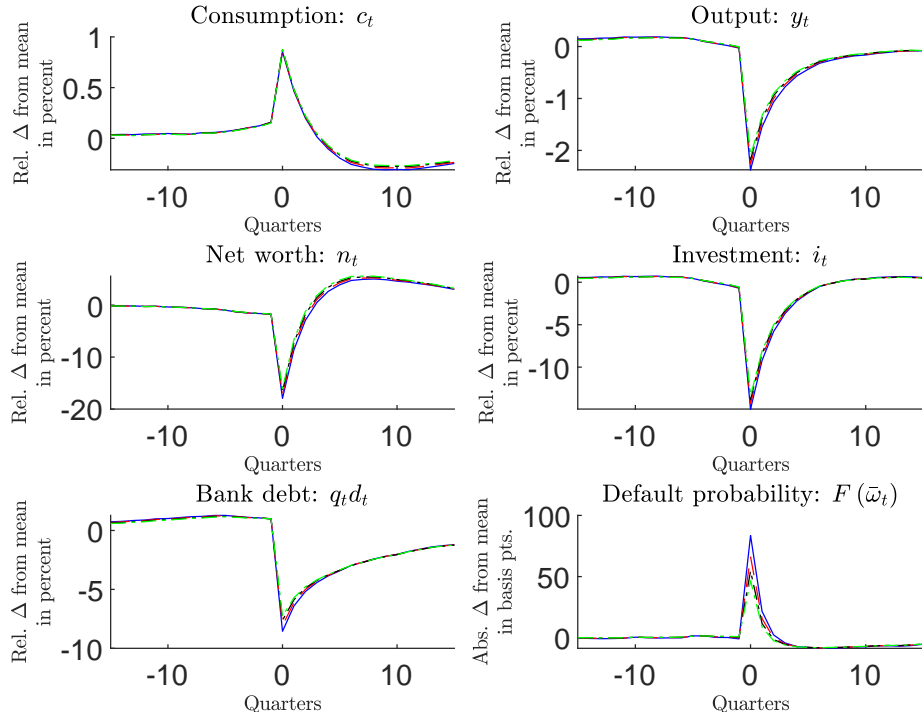 Consumption: c_t
Output: y_t
Rel. Δ from mean
in percent
1
0.5
0
-10
0
10
Quarters
Rel. Δ from mean
in percent
0
-1
-2
-10
0
10
Quarters
Net worth: n_t
Investment: i_t
Rel. Δ from mean
in percent
0
-10
-20
-10
0
10
Quarters
Rel. Δ from mean
in percent
0
-5
-10
-10
0
10
Quarters
Bank debt: q_t d_t
Default probability: F (ω̄_t)
Rel. Δ from mean
in percent
0
-5
-10
-10
0
10
Quarters
Abs. Δ from mean
in basis pts.
100
50
0
-10
0
10
Quarters